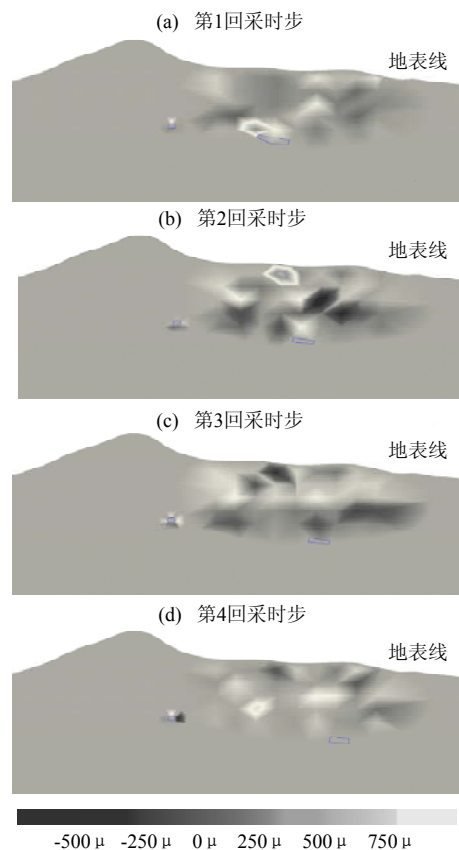 (a) 第1回采时步
地表线
(b) 第2回采时步
地表线
(c) 第3回采时步
地表线
(d) 第4回采时步
地表线
-500 μ -250 μ 0 μ 250 μ 500 μ 750 μ